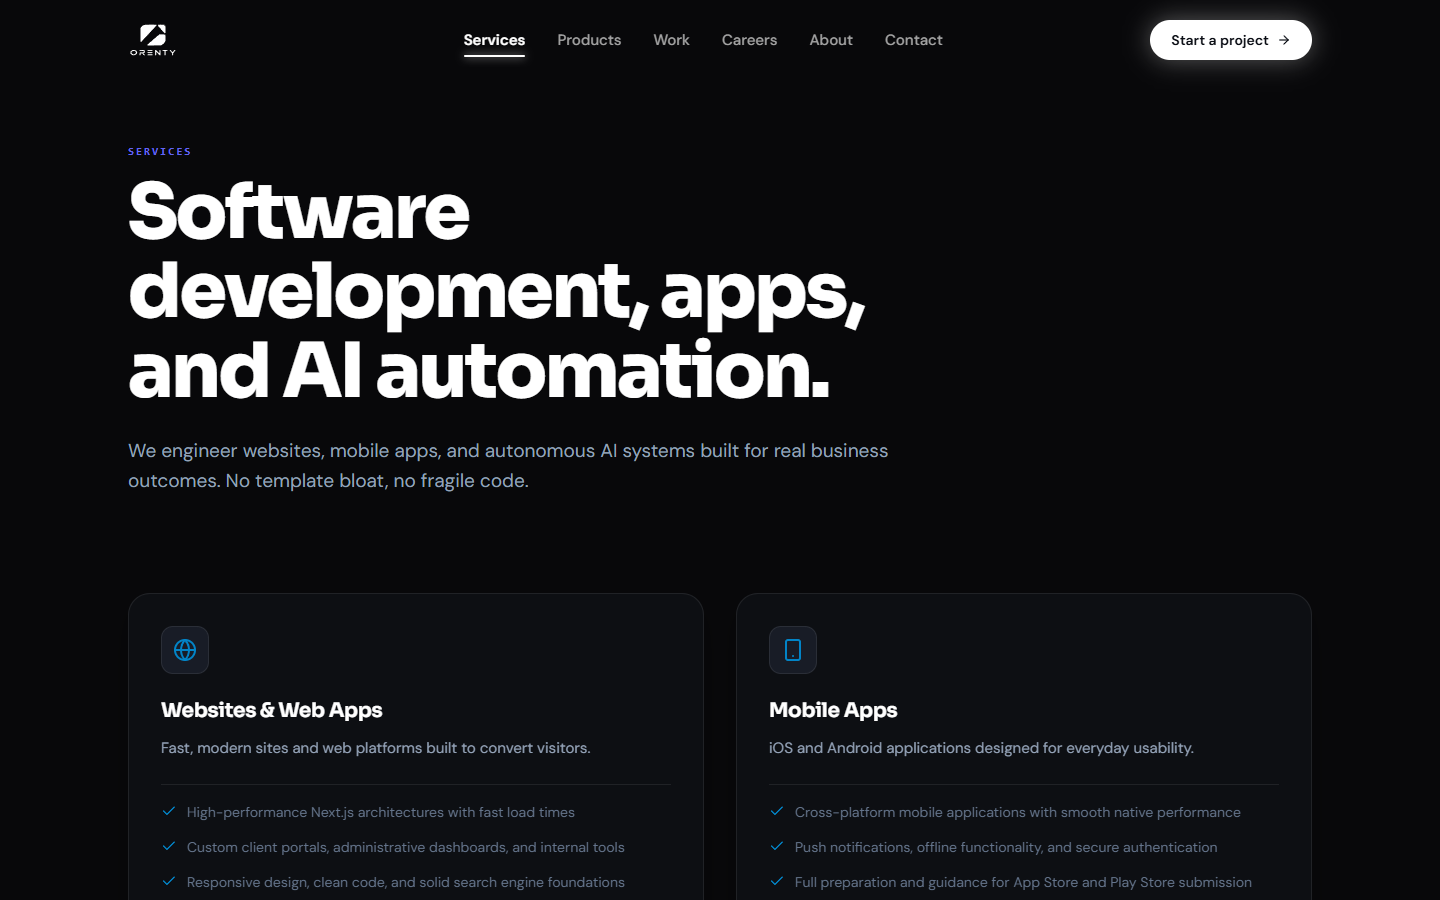 ORENTY
Services Products Work Careers About Contact
Start a project
SERVICES
Software
development, apps,
and AI automation.
We engineer websites, mobile apps, and autonomous AI systems built for real business
outcomes. No template bloat, no fragile code.
Websites & Web Apps
Fast, modern sites and web platforms built to convert visitors.
High-performance Next.js architectures with fast load times
Custom client portals, administrative dashboards, and internal tools
Responsive design, clean code, and solid search engine foundations
Mobile Apps
iOS and Android applications designed for everyday usability.
Cross-platform mobile applications with smooth native performance
Push notifications, offline functionality, and secure authentication
Full preparation and guidance for App Store and Play Store submission